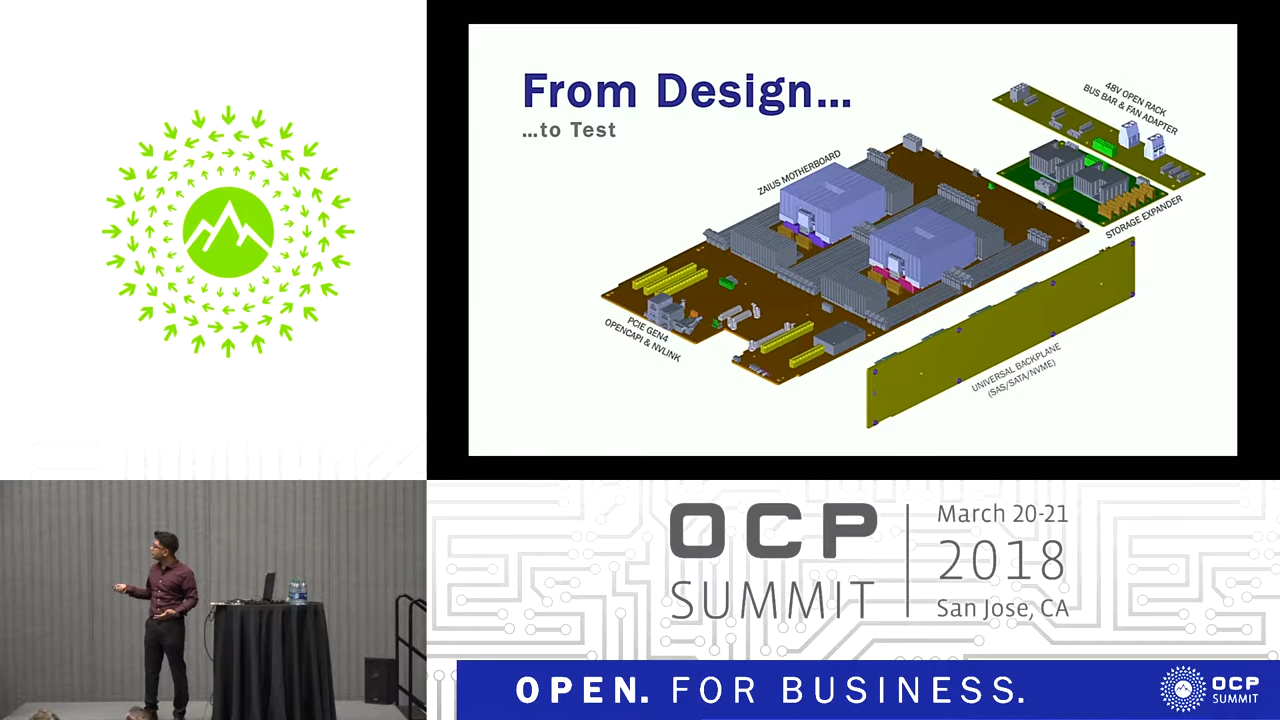 From Design...
...to Test
48V OPEN RACK
BUS BAR & FAN ADAPTER
ZAIUS MOTHERBOARD
STORAGE EXPANDER
PCIE GEN4
OPENCAPI & NVLINK
UNIVERSAL BACKPLANE
(SAS/SATA/NVME)
OCP
SUMMIT
March 20-21
2018
San Jose, CA
OPEN. FOR BUSINESS.
OCP
SUMMIT